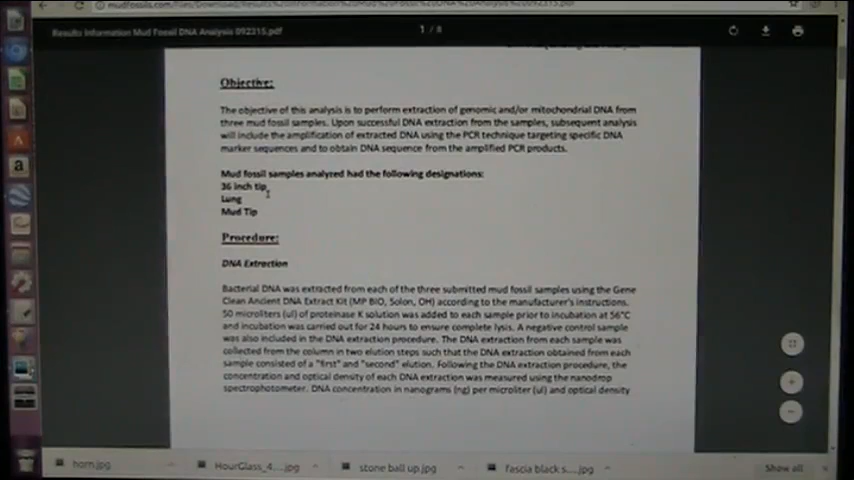 mudfossils.com/
Results Information Mud Fossil DNA Analysis 092315.pdf
1 / 8
Objective:
The objective of this analysis is to perform extraction of genomic and/or mitochondrial DNA from
three mud fossil samples. Upon successful DNA extraction from the samples, subsequent analysis
will include the amplification of extracted DNA using the PCR technique targeting specific DNA
marker sequences and to obtain DNA sequence from the amplified PCR products.
Mud fossil samples analyzed had the following designations:
36 inch tip
Lung
Mud Tip
Procedure:
DNA Extraction
Bacterial DNA was extracted from each of the three submitted mud fossil samples using the Gene
Clean Ancient DNA Extract Kit (MP BIO, Solon, OH) according to the manufacturer's instructions.
50 microliters (ul) of proteinase K solution was added to each sample prior to incubation at 56°C
and incubation was carried out for 24 hours to ensure complete lysis. A negative control sample
was also included in the DNA extraction procedure. The DNA extraction from each sample was
collected from the column in two elution steps such that the DNA extraction obtained from each
sample consisted of a "first" and "second" elution. Following the DNA extraction procedure, the
concentration and optical density of each DNA extraction was measured using the nanodrop
spectrophotometer. DNA concentration in nanograms (ng) per microliter (ul) and optical density
horn.jpg
HourGlass_4....jpg
stone ball up.jpg
fascia black s....jpg
Show all